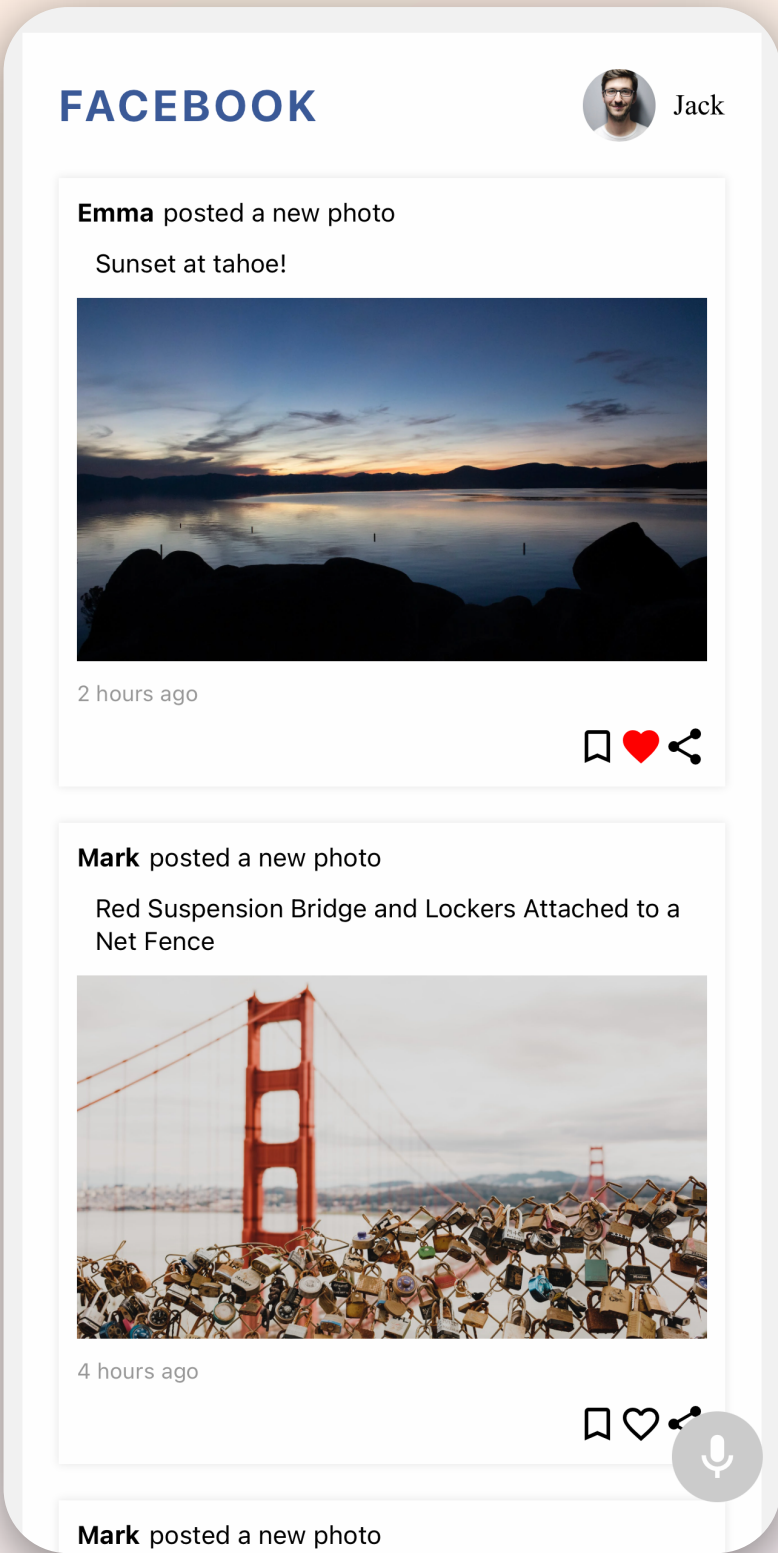 FACEBOOK
Jack
Emma posted a new photo
Sunset at tahoe!
2 hours ago
Mark posted a new photo
Red Suspension Bridge and Lockers Attached to a
Net Fence
4 hours ago
Mark posted a new photo